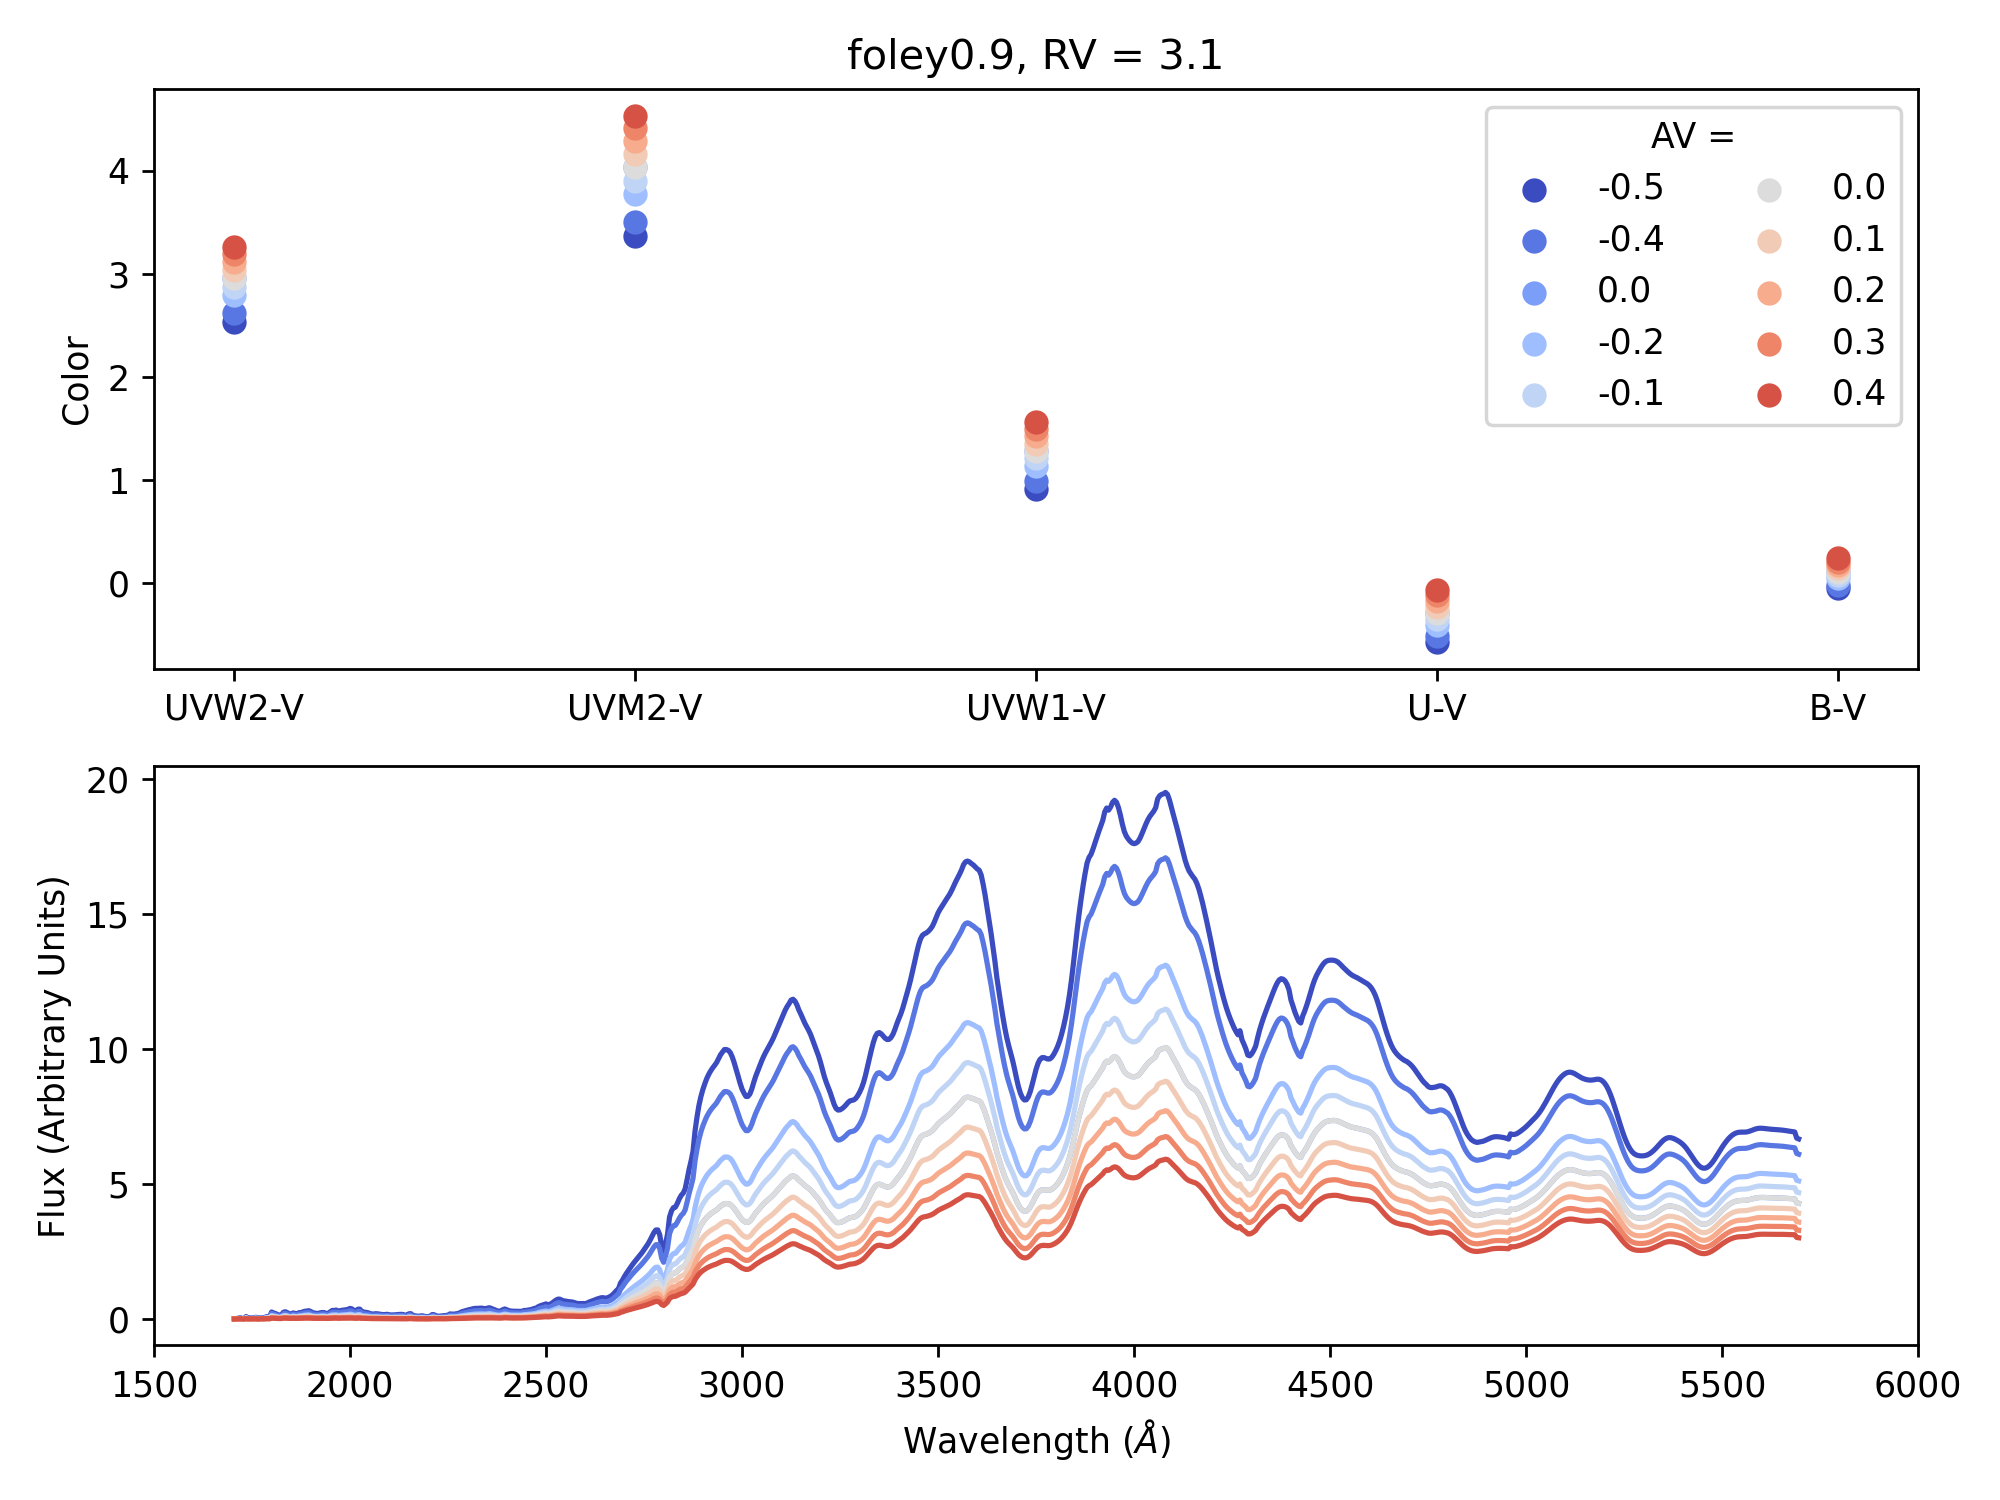 foley0.9, RV = 3.1
Color
4
3
2
1
0
AV =
-0.5
-0.4
0.0
-0.2
-0.1
0.0
0.1
0.2
0.3
0.4
UVW2-V UVM2-V UVW1-V U-V B-V
Flux (Arbitrary Units)
20
15
10
5
0
1500 2000 2500 3000 3500 4000 4500 5000 5500 6000
Wavelength (Å)